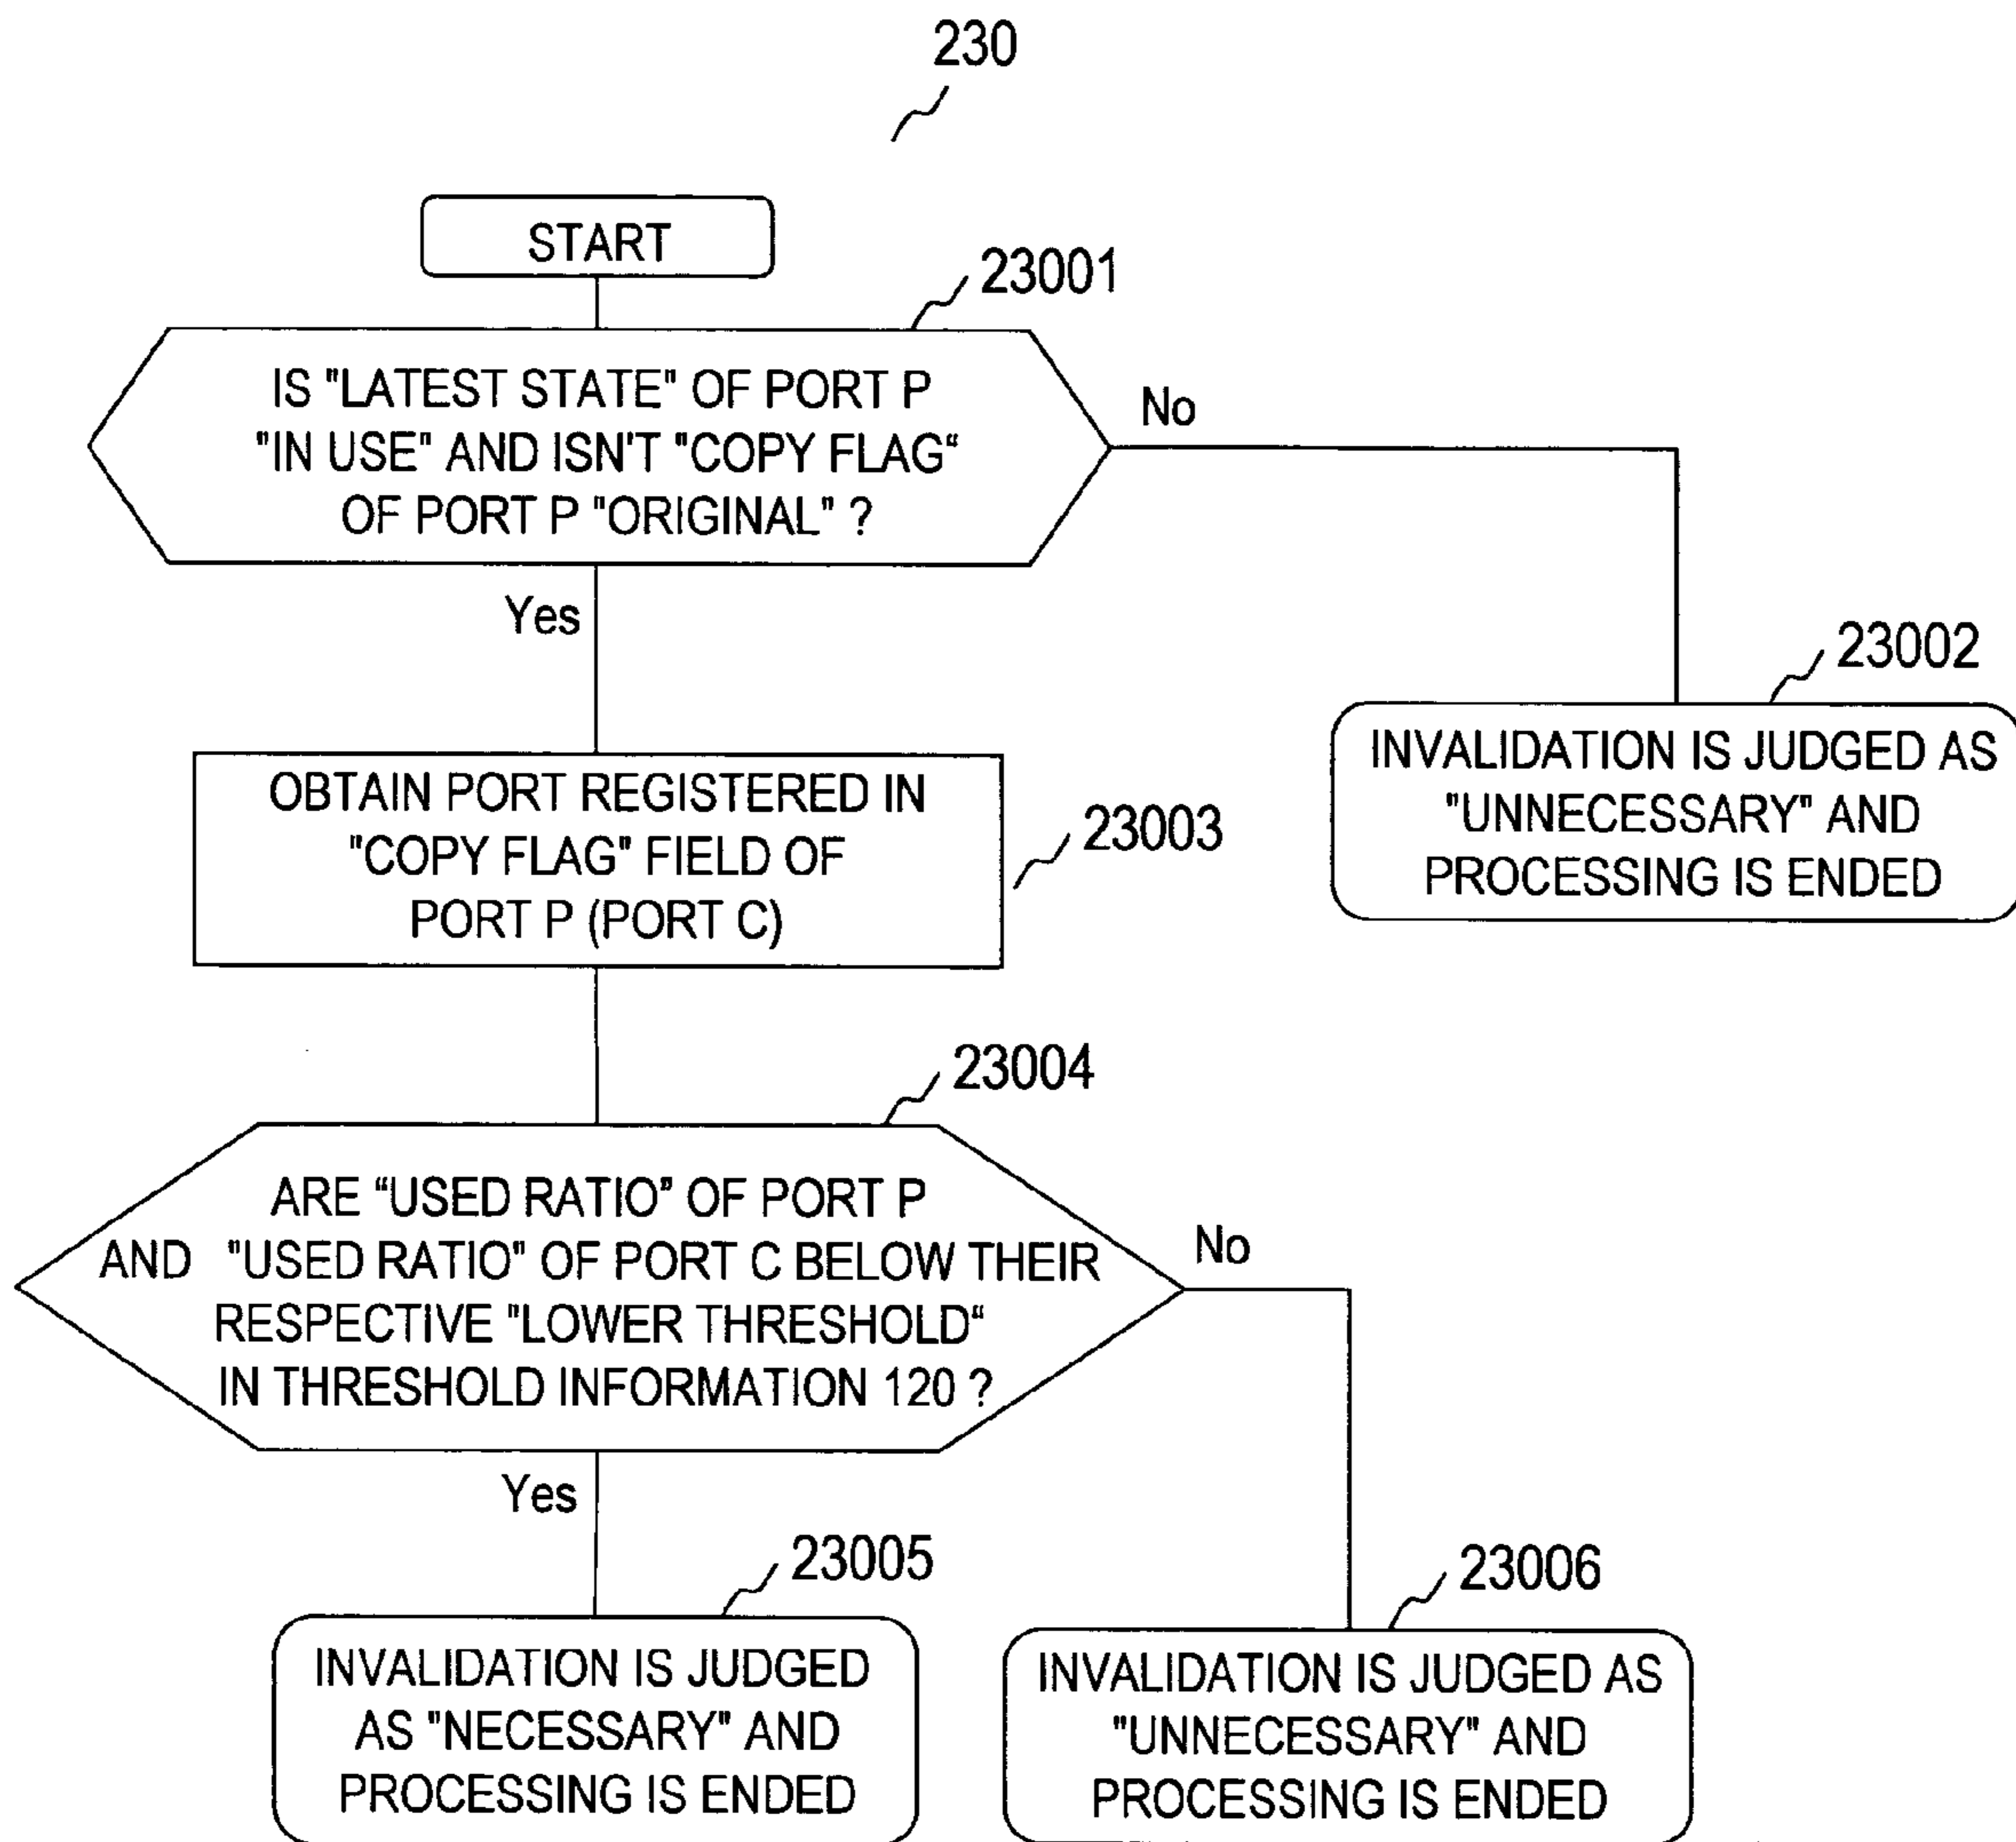 230
START
23001
IS "LATEST STATE" OF PORT P
"IN USE" AND ISN'T "COPY FLAG"
OF PORT P "ORIGINAL" ?
No
Yes
23002
INVALIDATION IS JUDGED AS
"UNNECESSARY" AND
PROCESSING IS ENDED
OBTAIN PORT REGISTERED IN
"COPY FLAG" FIELD OF
PORT P (PORT C)
23003
23004
ARE “USED RATIO” OF PORT P
AND "USED RATIO" OF PORT C BELOW THEIR
RESPECTIVE "LOWER THRESHOLD“
IN THRESHOLD INFORMATION 120 ?
No
Yes
23005
INVALIDATION IS JUDGED
AS "NECESSARY" AND
PROCESSING IS ENDED
23006
INVALIDATION IS JUDGED AS
"UNNECESSARY" AND
PROCESSING IS ENDED